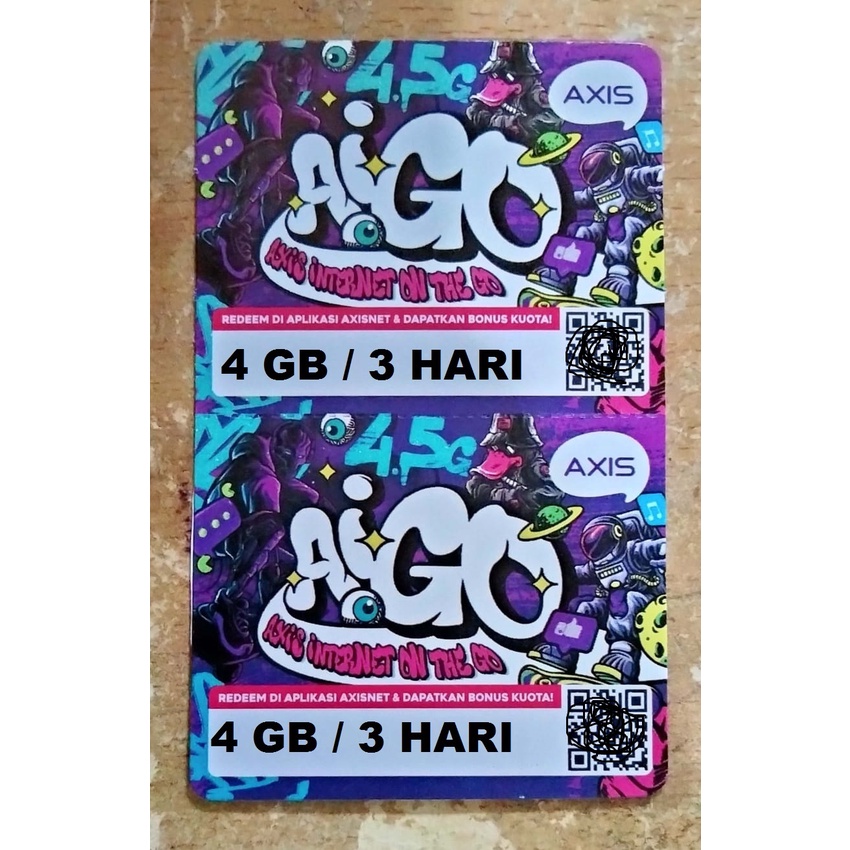 4.5G
AXIS
AIGO
AXIS INTERNET ON THE GO
REDEEM DI APLIKASI AXISNET & DAPATKAN BONUS KUOTA!
4 GB / 3 HARI
4.5G
AXIS
AIGO
AXIS INTERNET ON THE GO
REDEEM DI APLIKASI AXISNET & DAPATKAN BONUS KUOTA!
4 GB / 3 HARI